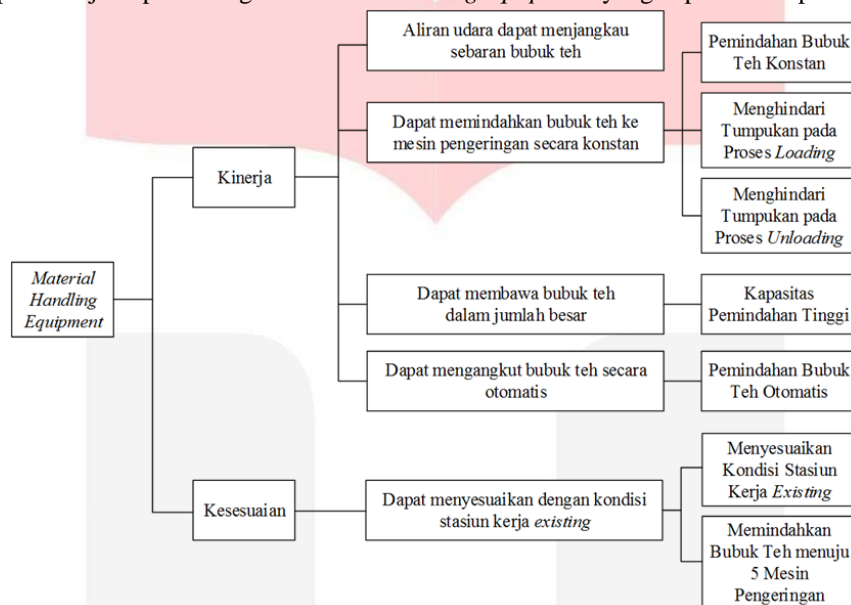 Aliran udara dapat menjangkau
sebaran bubuk teh
Pemindahan Bubuk
Teh Konstan
Dapat memindahkan bubuk teh ke
mesin pengeringan secara konstan
Menghindari
Tumpukan pada
Proses Loading
Kinerja
Menghindari
Tumpukan pada
Proses Unloading
Material
Handling
Equipment
Dapat membawa bubuk teh
dalam jumlah besar
Kapasitas
Pemindahan Tinggi
Dapat mengangkut bubuk teh secara
otomatis
Pemindahan Bubuk
Teh Otomatis
Kesesuaian
Dapat menyesuaikan dengan kondisi
stasiun kerja existing
Menyesuaikan
Kondisi Stasiun
Kerja Existing
Memindahkan
Bubuk Teh menuju
5 Mesin
Pengeringan